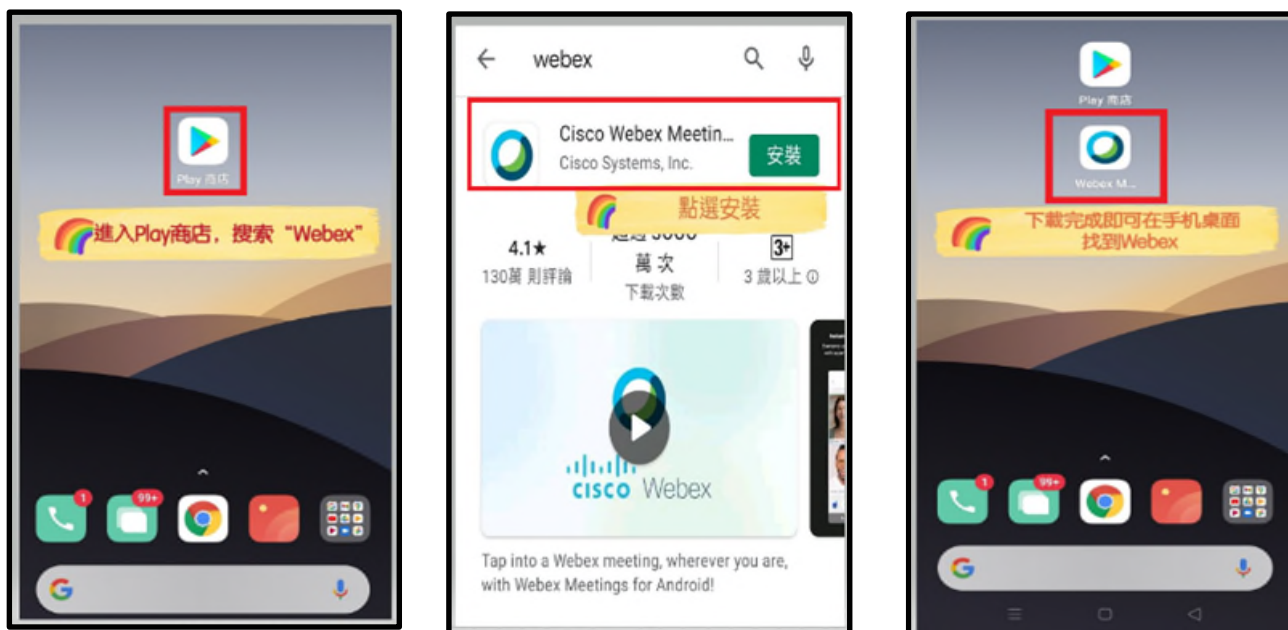 Play 商店
進入Play商店，搜索“Webex”
1
99+
webex
Cisco Webex Meetin...
Cisco Systems, Inc.
安裝
點選安裝
4.1★
130萬 則評論
萬 次
下載次數
3+
3 歲以上
CISCO Webex
Tap into a Webex meeting, wherever you are,
with Webex Meetings for Android!
Play 商店
Webex M...
下載完成即可在手机桌面
找到Webex
1
99+